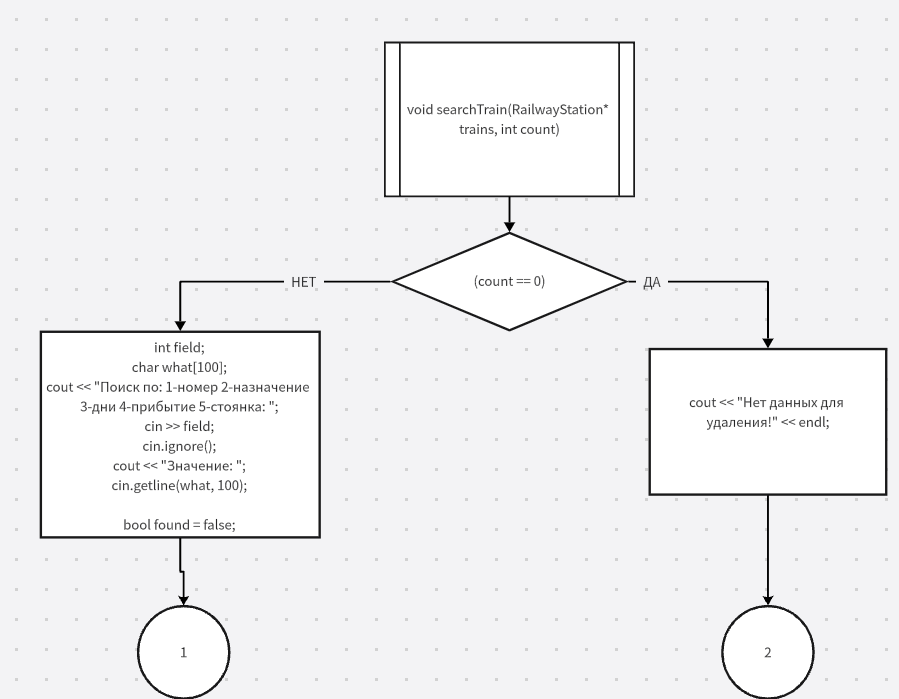 void searchTrain(RailwayStation*
trains, int count)
(count == 0)
НЕТ
ДА
int field;
char what[100];
cout << "Поиск по: 1-номер 2-назначение
3-дни 4-прибытие 5-стоянка: ";
cin >> field;
cin.ignore();
cout << "Значение: ";
cin.getline(what, 100);
bool found = false;
cout << "Нет данных для
удаления!" << endl;
1
2